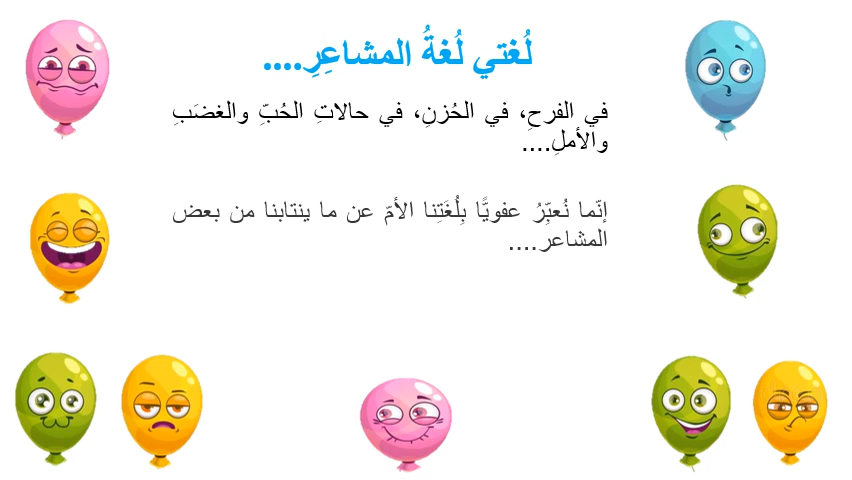 لُغتي لُغةُ المشاعِرِ....
في الفرحِ، في الحُزنِ، في حالاتِ الحُبِّ والغضَبِ
والأملِ....
إنّما نُعبِّرُ عفويًّا بِلُغَتِنا الأمّ عن ما ينتابنا من بعض
المشاعر....